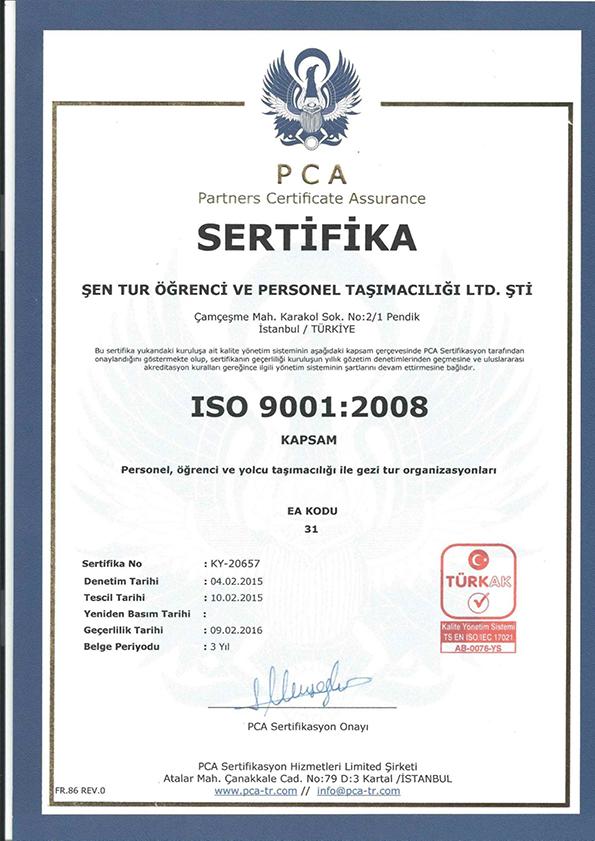 PCA
Partners Certificate Assurance
SERTİFİKA
ŞEN TUR ÖĞRENCİ VE PERSONEL TAŞIMACILIĞI LTD. ŞTİ
Çamçeşme Mah. Karakol Sok. No:2/1 Pendik
İstanbul / TÜRKİYE
Bu sertifika yukarıdaki kuruluşa ait kalite yönetim sisteminin aşağıdaki kapsam çerçevesinde PCA Sertifikasyon tarafından
onaylandığını göstermekte olup, sertifikanın geçerliliği kuruluşun yıllık gözetim denetimlerinden geçmesine ve uluslararası
akreditasyon kuralları gereğince ilgili yönetim sisteminin şartlarını devam ettirmesine bağlıdır.
ISO 9001:2008
KAPSAM
Personel, öğrenci ve yolcu taşımacılığı ile gezi tur organizasyonları
EA KODU
31
Sertifika No : KY-20657
Denetim Tarihi : 04.02.2015
Tescil Tarihi : 10.02.2015
Yeniden Basım Tarihi :
Geçerlilik Tarihi : 09.02.2016
Belge Periyodu : 3 Yıl
TÜRKAK
Kalite Yönetim Sistemi
TS EN ISO IEC 17021
AB-0076-YS
PCA Sertifikasyon Onayı
PCA Sertifikasyon Hizmetleri Limited Şirketi
Atalar Mah. Çanakkale Cad. No:79 D:3 Kartal /İSTANBUL
www.pca-tr.com // info@pca-tr.com
FR.86 REV.0